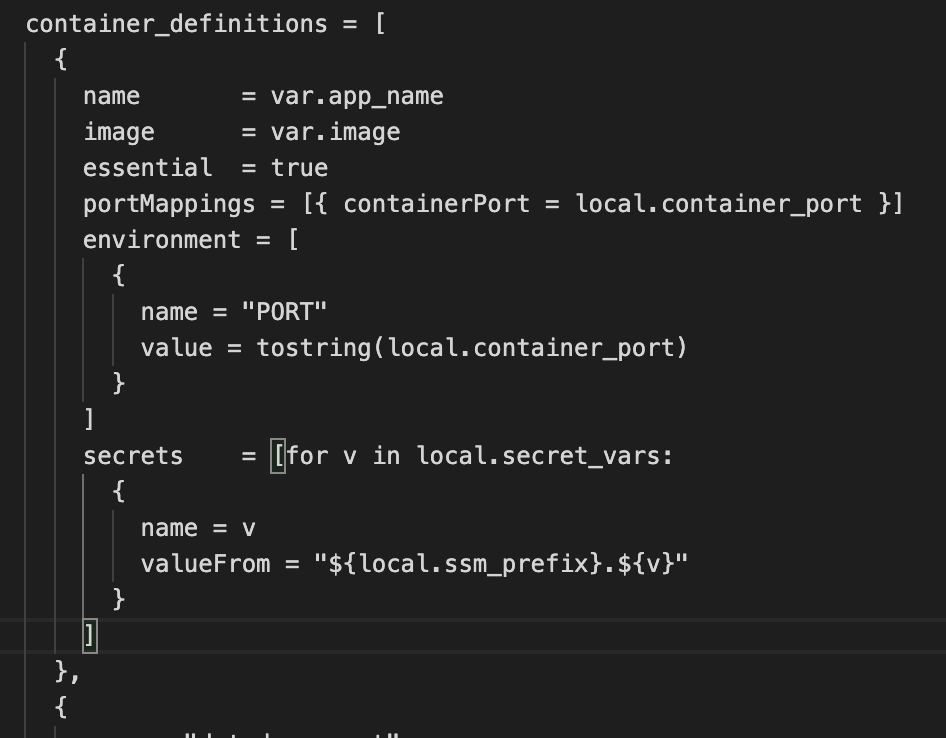 container_definitions = [
{
name       = var.app_name
image      = var.image
essential  = true
portMappings = [{ containerPort = local.container_port }]
environment = [
{
name = "PORT"
value = tostring(local.container_port)
}
]
secrets    = [for v in local.secret_vars:
{
name = v
valueFrom = "${local.ssm_prefix}.${v}"
}
]
},
{